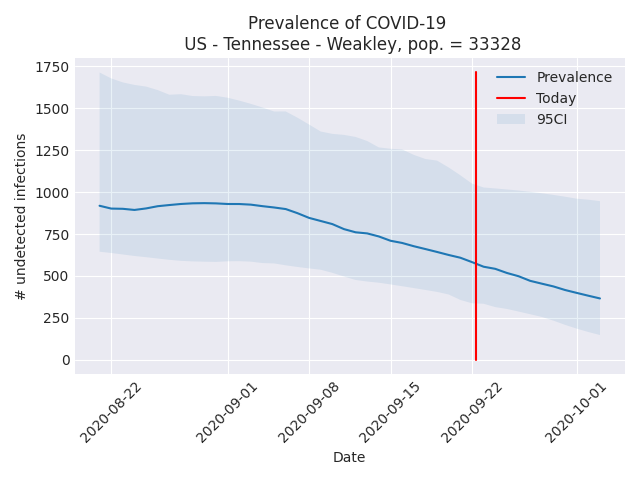 Prevalence of COVID-19
US - Tennessee - Weakley, pop. = 33328
1750
1500
1250
1000
750
500
250
0
# undetected infections
Prevalence
Today
95CI
2020-08-22
2020-09-01
2020-09-08
2020-09-15
2020-09-22
2020-10-01
Date